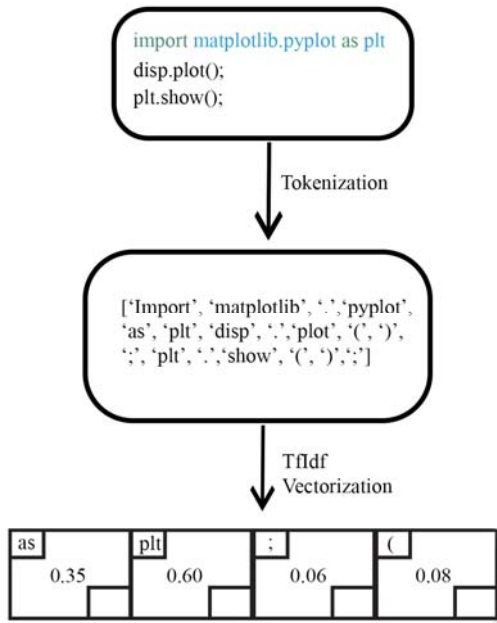 import matplotlib.pyplot as plt
disp.plot();
plt.show();
Tokenization
[‘Import’, ‘matplotlib’, ‘.’,‘pyplot’,
‘as’, ‘plt’, ‘disp’, ‘.’,‘plot’, ‘(’, ‘)’,
‘;’, ‘plt’, ‘.’,‘show’, ‘(’, ‘)’,‘;’]
TfIdf
Vectorization
as plt ; (
0.35 0.60 0.06 0.08